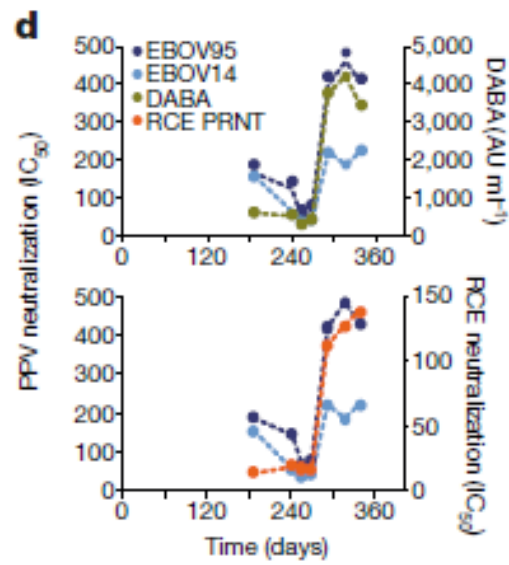 d
PPV neutralization (IC50)
500
400
300
200
100
0
EBOV95
EBOV14
DABA
RCE PRNT
5,000
4,000
3,000
2,000
1,000
0
DABA (AU ml⁻¹)
0 120 240 360
500
400
300
200
100
0
150
100
50
0
RCE neutralization (IC50)
0 120 240 360
Time (days)